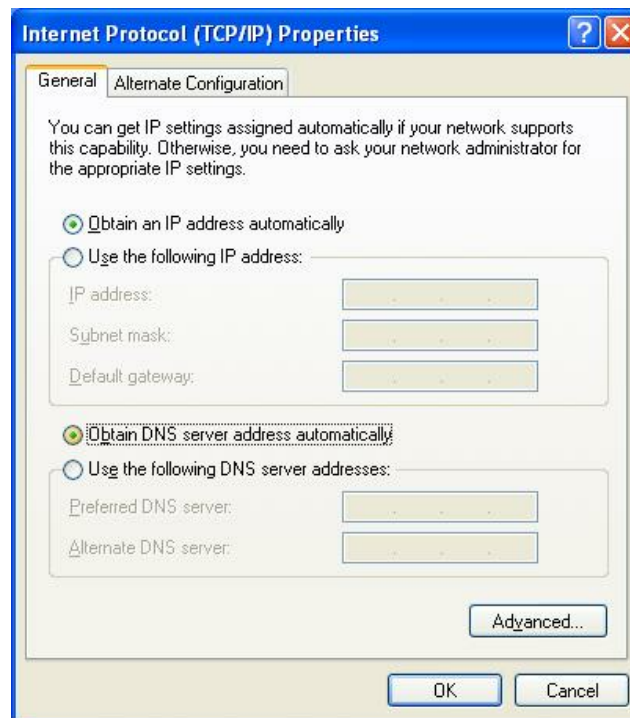 Internet Protocol (TCP/IP) Properties
General
Alternate Configuration
You can get IP settings assigned automatically if your network supports
this capability. Otherwise, you need to ask your network administrator for
the appropriate IP settings.
Obtain an IP address automatically
Use the following IP address:
IP address:
Subnet mask:
Default gateway:
Obtain DNS server address automatically
Use the following DNS server addresses:
Preferred DNS server:
Alternate DNS server:
Advanced...
OK
Cancel